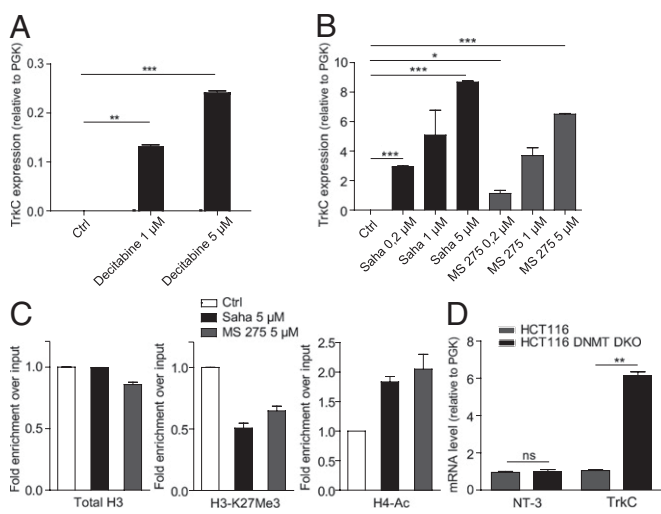 A
TrkC expression (relative to PGK)
0.3
0.2
0.1
0.0
***
**
Ctrl
Decitabine 1 µM
Decitabine 5 µM
B
TrkC expression (relative to PGK)
10
8
6
4
2
0
***
*
***
***
Ctrl
Saha 0,2 µM
Saha 1 µM
Saha 5 µM
MS 275 0,2 µM
MS 275 1 µM
MS 275 5 µM
C
Ctrl
Saha 5 µM
MS 275 5 µM
Fold enrichment over input
1.0
0.5
0.0
Total H3
Fold enrichment over input
1.0
0.5
0.0
H3-K27Me3
Fold enrichment over input
2.5
2.0
1.5
1.0
0.5
0.0
H4-Ac
D
HCT116
HCT116 DNMT DKO
mRNA level (relative to PGK)
8
6
4
2
0
**
ns
NT-3
TrkC